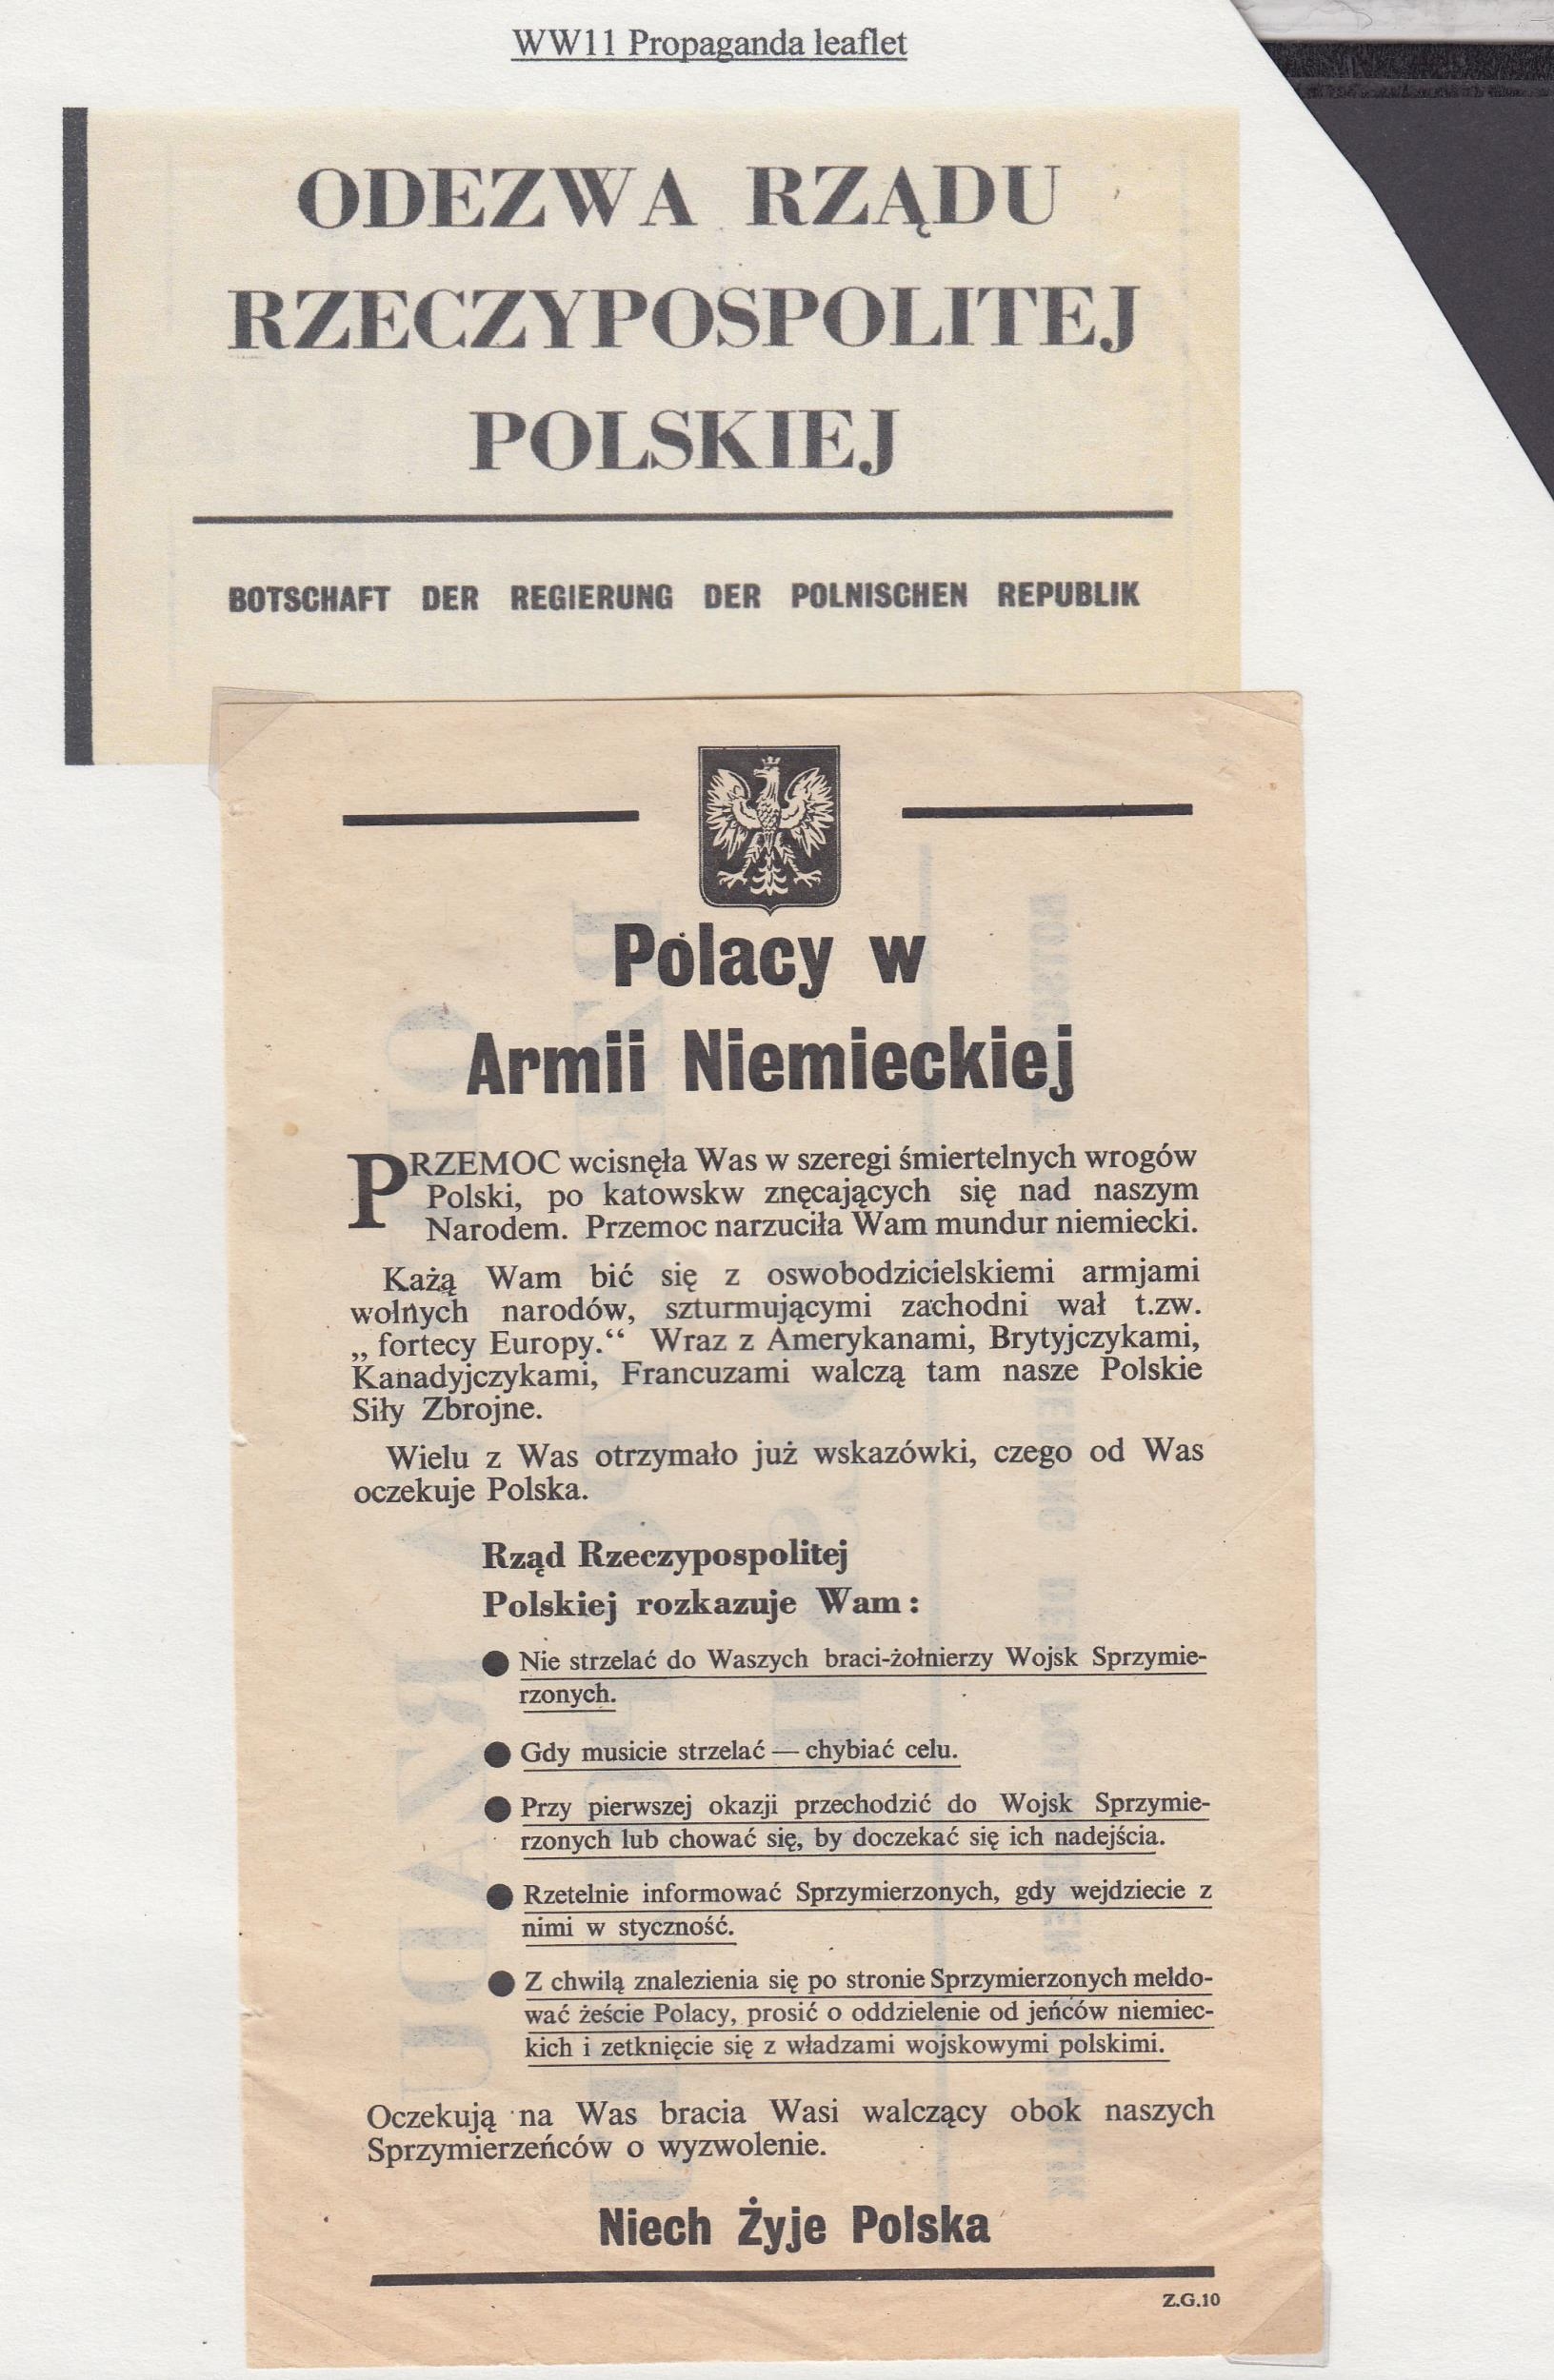 WW11 Propaganda leaflet
ODEZWA RZĄDU
RZECZYPOSPOLITEJ
POLSKIEJ
BOTSCHAFT DER REGIERUNG DER POLNISCHEN REPUBLIK
Polacy w
Armii Niemieckiej
PRZEMOC wcisnęła Was w szeregi śmiertelnych wrogów
Polski, po katowskw znęcających się nad naszym
Narodem. Przemoc narzuciła Wam mundur niemiecki.
Każą Wam bić się z oswobodzicielskiemi armjami
wolnych narodów, szturmującymi zachodni wał t.zw.
„ fortecy Europy.“ Wraz z Amerykanami, Brytyjczykami,
Kanadyjczykami, Francuzami walczą tam nasze Polskie
Siły Zbrojne.
Wielu z Was otrzymało już wskazówki, czego od Was
oczekuje Polska.
Rząd Rzeczypospolitej
Polskiej rozkazuje Wam :
● Nie strzelać do Waszych braci-żołnierzy Wojsk Sprzymie-
rzonych.
● Gdy musicie strzelać — chybiać celu.
● Przy pierwszej okazji przechodzić do Wojsk Sprzymie-
rzonych lub chować się, by doczekać się ich nadejścia.
● Rzetelnie informować Sprzymierzonych, gdy wejdziecie z
nimi w styczność.
● Z chwilą znalezienia się po stronie Sprzymierzonych meldo-
wać żeście Polacy, prosić o oddzielenie od jeńców niemiec-
kich i zetknięcie się z władzami wojskowymi polskimi.
Oczekują na Was bracia Wasi walczący obok naszych
Sprzymierzeńców o wyzwolenie.
Niech Żyje Polska
Z.G.10